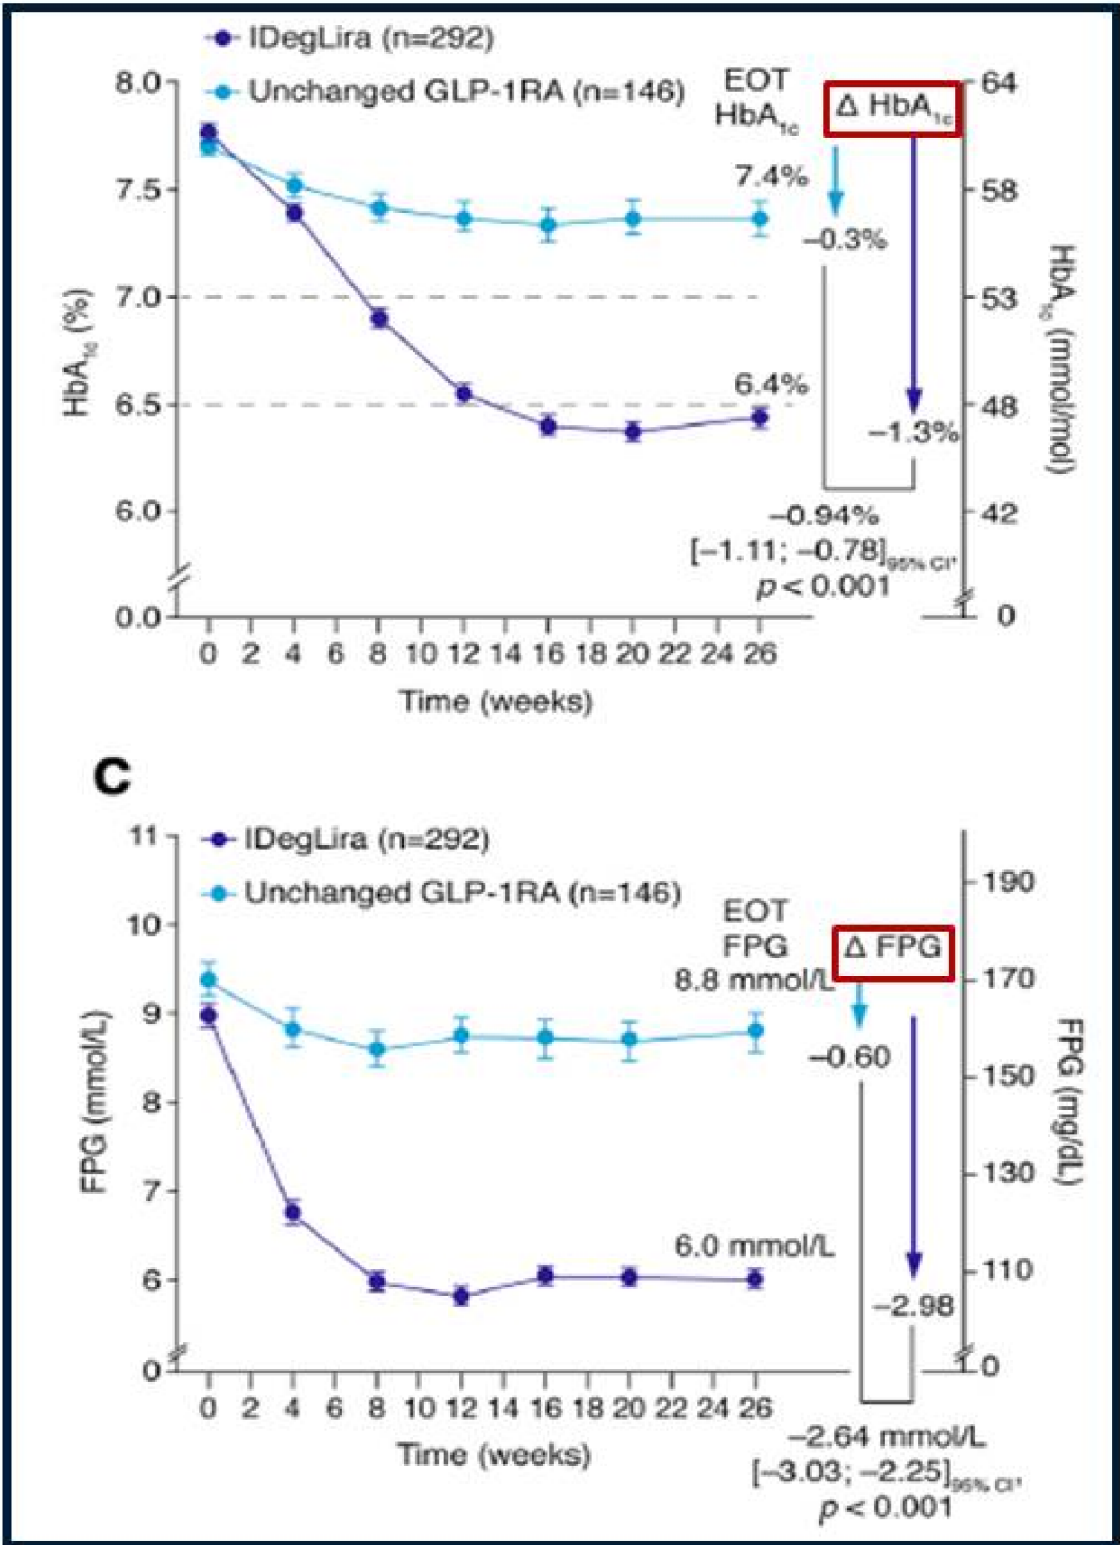 IDegLira (n=292)
Unchanged GLP-1RA (n=146)
EOT
HbA1c
Δ HbA1c
8.0
7.5
7.0
6.5
6.0
0.0
HbA1c (%)
7.4%
6.4%
–0.3%
–1.3%
–0.94%
[–1.11; –0.78]95% CI*
p < 0.001
64
58
53
48
42
0
HbA1c (mmol/mol)
0 2 4 6 8 10 12 14 16 18 20 22 24 26
Time (weeks)
C
IDegLira (n=292)
Unchanged GLP-1RA (n=146)
EOT
FPG
Δ FPG
11
10
9
8
7
6
0
FPG (mmol/L)
8.8 mmol/L
6.0 mmol/L
–0.60
–2.98
190
170
150
130
110
0
FPG (mg/dL)
0 2 4 6 8 10 12 14 16 18 20 22 24 26
Time (weeks)
–2.64 mmol/L
[–3.03; –2.25]95% CI*
p < 0.001